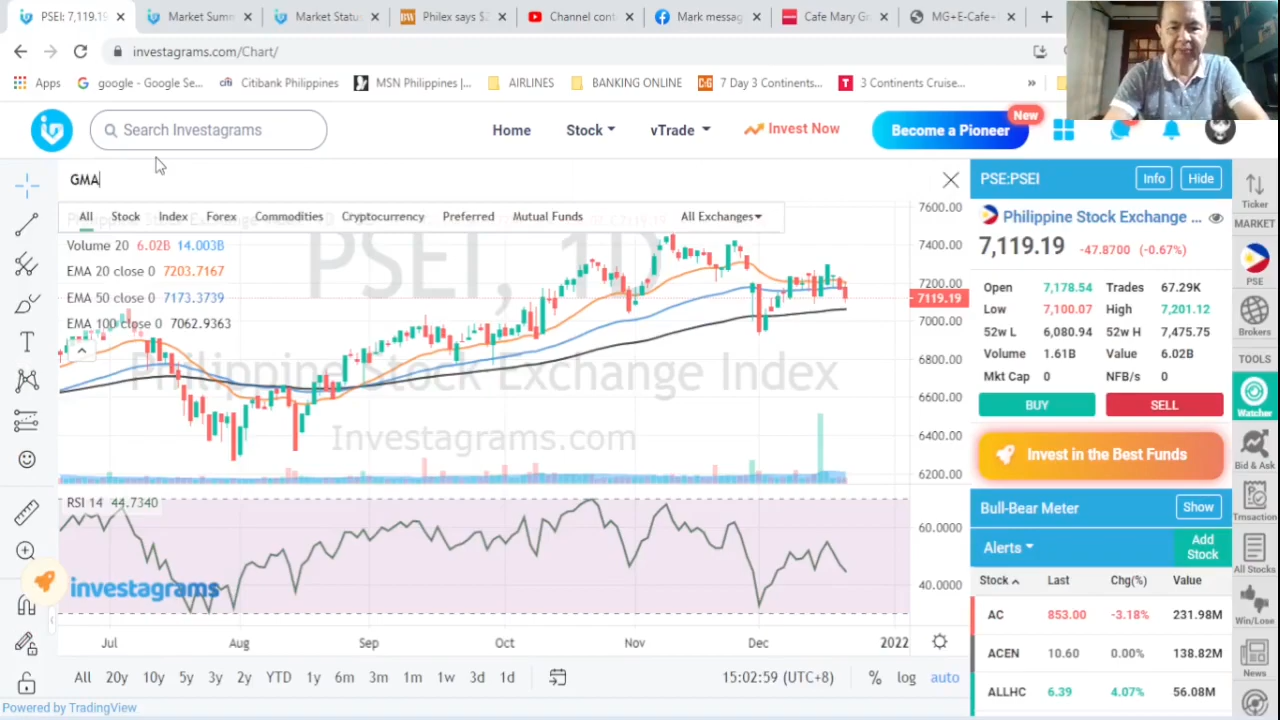 PSEI: 7,119.19
Market Summ
Market Status
Philex says $2
Channel cont
Mark messag
Cafe Mary Gr
MG+E-Cafe+
investagrams.com/Chart/
Apps
google - Google Se...
Citibank Philippines
MSN Philippines |...
AIRLINES
BANKING ONLINE
7 Day 3 Continents...
3 Continents Cruise...
»
Search Investagrams
Home
Stock
vTrade
Invest Now
Become a Pioneer
New
GMA
All
Stock
Index
Forex
Commodities
Cryptocurrency
Preferred
Mutual Funds
All Exchanges
PSEI, 1D
Philippine Stock Exchange Index
Investagrams.com
Volume 20 6.02B 14.003B
EMA 20 close 0 7203.7167
EMA 50 close 0 7173.3739
EMA 100 close 0 7062.9363
7600.00
7400.00
7200.00
7119.19
7000.00
6800.00
6600.00
6400.00
6200.00
RSI 14 44.7340
60.0000
40.0000
investagrams
Jul
Aug
Sep
Oct
Nov
Dec
2022
All 20y 10y 5y 3y 2y YTD 1y 6m 3m 1m 1w 3d 1d
15:02:59 (UTC+8)
% log auto
Powered by TradingView
PSE:PSEI
Info
Hide
Philippine Stock Exchange ...
7,119.19 -47.8700 (-0.67%)
Open 7,178.54 Trades 67.29K
Low 7,100.07 High 7,201.12
52w L 6,080.94 52w H 7,475.75
Volume 1.61B Value 6.02B
Mkt Cap 0 NFB/s 0
BUY
SELL
Invest in the Best Funds
Bull-Bear Meter
Show
Alerts
Add Stock
Stock Last Chg(%) Value
AC 853.00 -3.18% 231.98M
ACEN 10.60 0.00% 138.82M
ALLHC 6.39 4.07% 56.08M
Ticker
MARKET
PSE
Brokers
TOOLS
Watcher
Bid & Ask
Trnsaction
All Stocks
Win/Lose
News